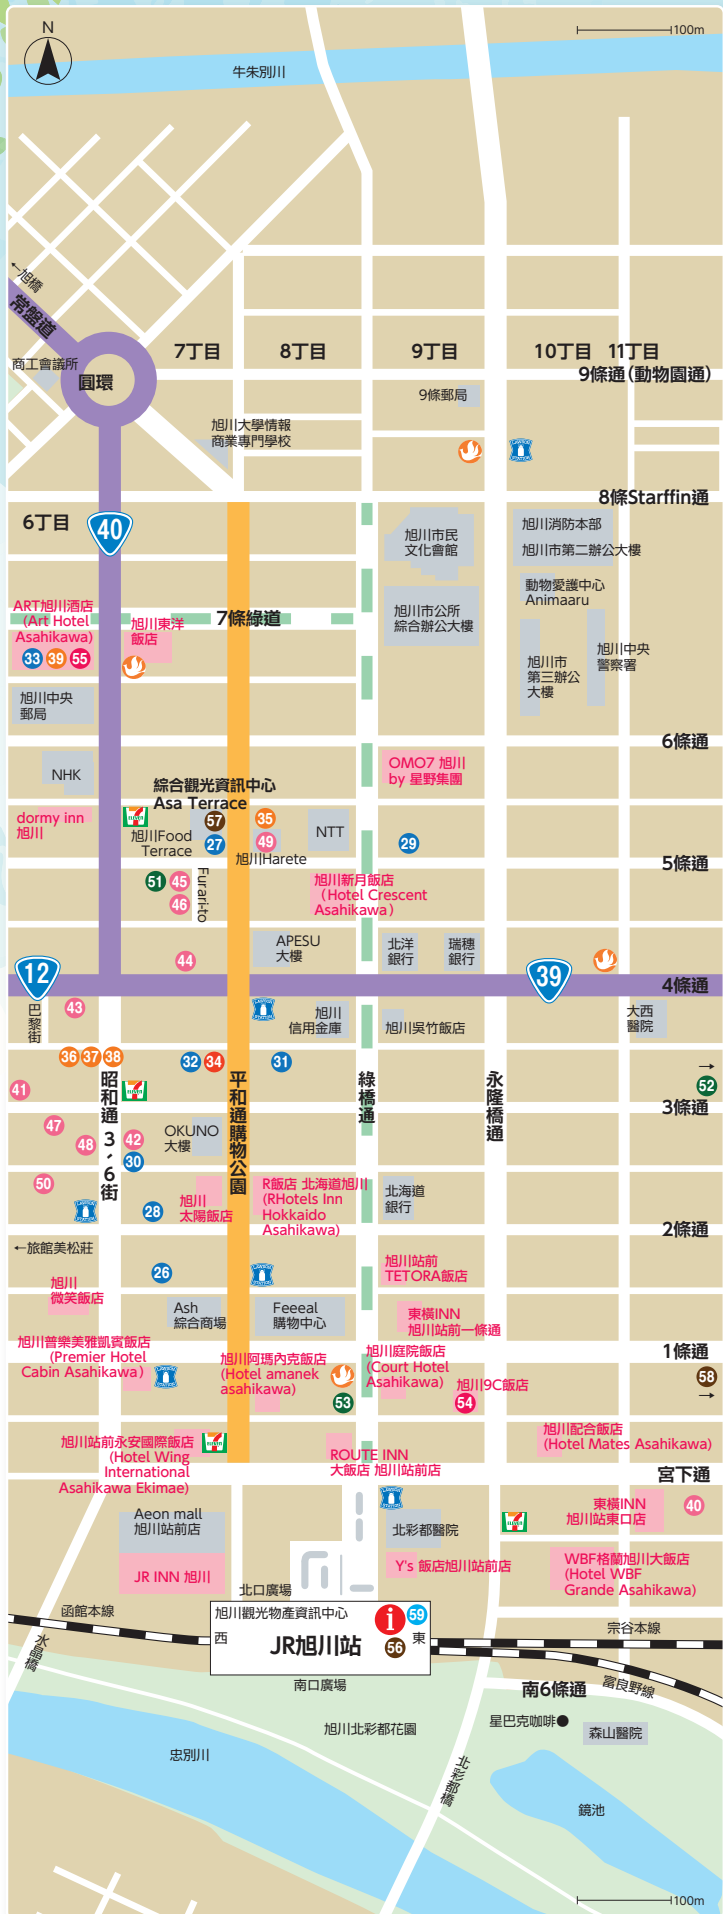 N
100m
牛朱別川
←旭橋
常盤道
商工會議所
圓環
7丁目
8丁目
9丁目
10丁目
11丁目
9條通(動物園通)
9條郵局
旭川大學情報
商業專門學校
LAWSON
STATION
8條Starffin通
6丁目
40
旭川市民
文化會館
旭川消防本部
旭川市第二辦公大樓
動物愛護中心
Animaaru
ART旭川酒店
(Art Hotel
Asahikawa)
33 39 55
旭川東洋
飯店
7條綠道
旭川市公所
綜合辦公大樓
旭川市
第三辦公
大樓
旭川中央
警察署
旭川中央
郵局
6條通
NHK
OMO7 旭川
by 星野集團
綜合觀光資訊中心
Asa Terrace
dormy inn
旭川
ELEVEN
57
35
旭川Food
Terrace
27
49
NTT
29
旭川Harete
5條通
51 45
46
Furari-to
旭川新月飯店
(Hotel Crescent
Asahikawa)
44
APESU
大樓
北洋
銀行
瑞穗
銀行
12
39
4條通
巴黎街
43
LAWSON
STATION
旭川
信用金庫
旭川吳竹飯店
大西
醫院
36 37 38
32 34
31
→
52
41
昭和通 3,6街
ELEVEN
平和通購物公園
綠橋通
永隆橋通
3條通
47
48
42
30
OKUNO
大樓
50
LAWSON
STATION
28
旭川
太陽飯店
R飯店 北海道旭川
(RHotels Inn
Hokkaido
Asahikawa)
北海道
銀行
2條通
←旅館美松莊
26
LAWSON
STATION
旭川站前
TETORA飯店
旭川
微笑飯店
Ash
綜合商場
Feeeal
購物中心
東橫INN
旭川站前一條通
1條通
旭川普樂美雅凱賓飯店
(Premier Hotel
Cabin Asahikawa)
LAWSON
STATION
旭川阿瑪內克飯店
(Hotel amanek
asahikawa)
53
旭川庭院飯店
(Court Hotel
Asahikawa)
旭川9C飯店
54
58
→
旭川站前永安國際飯店
(Hotel Wing
International
Asahikawa Ekimae)
ELEVEN
ROUTE INN
大飯店 旭川站前店
旭川配合飯店
(Hotel Mates Asahikawa)
宮下通
Aeon mall
旭川站前店
LAWSON
STATION
北彩都醫院
ELEVEN
東橫INN
旭川站東口店
40
JR INN 旭川
Y's 飯店旭川站前店
WBF格蘭旭川大飯店
(Hotel WBF
Grande Asahikawa)
北口廣場
函館本線
旭川觀光物產資訊中心
i 59
西
JR旭川站
56
東
宗谷本線
水晶橋
南口廣場
南6條通
富良野線
旭川北彩都花園
星巴克咖啡●
森山醫院
忠別川
北彩都橋
鏡池
100m